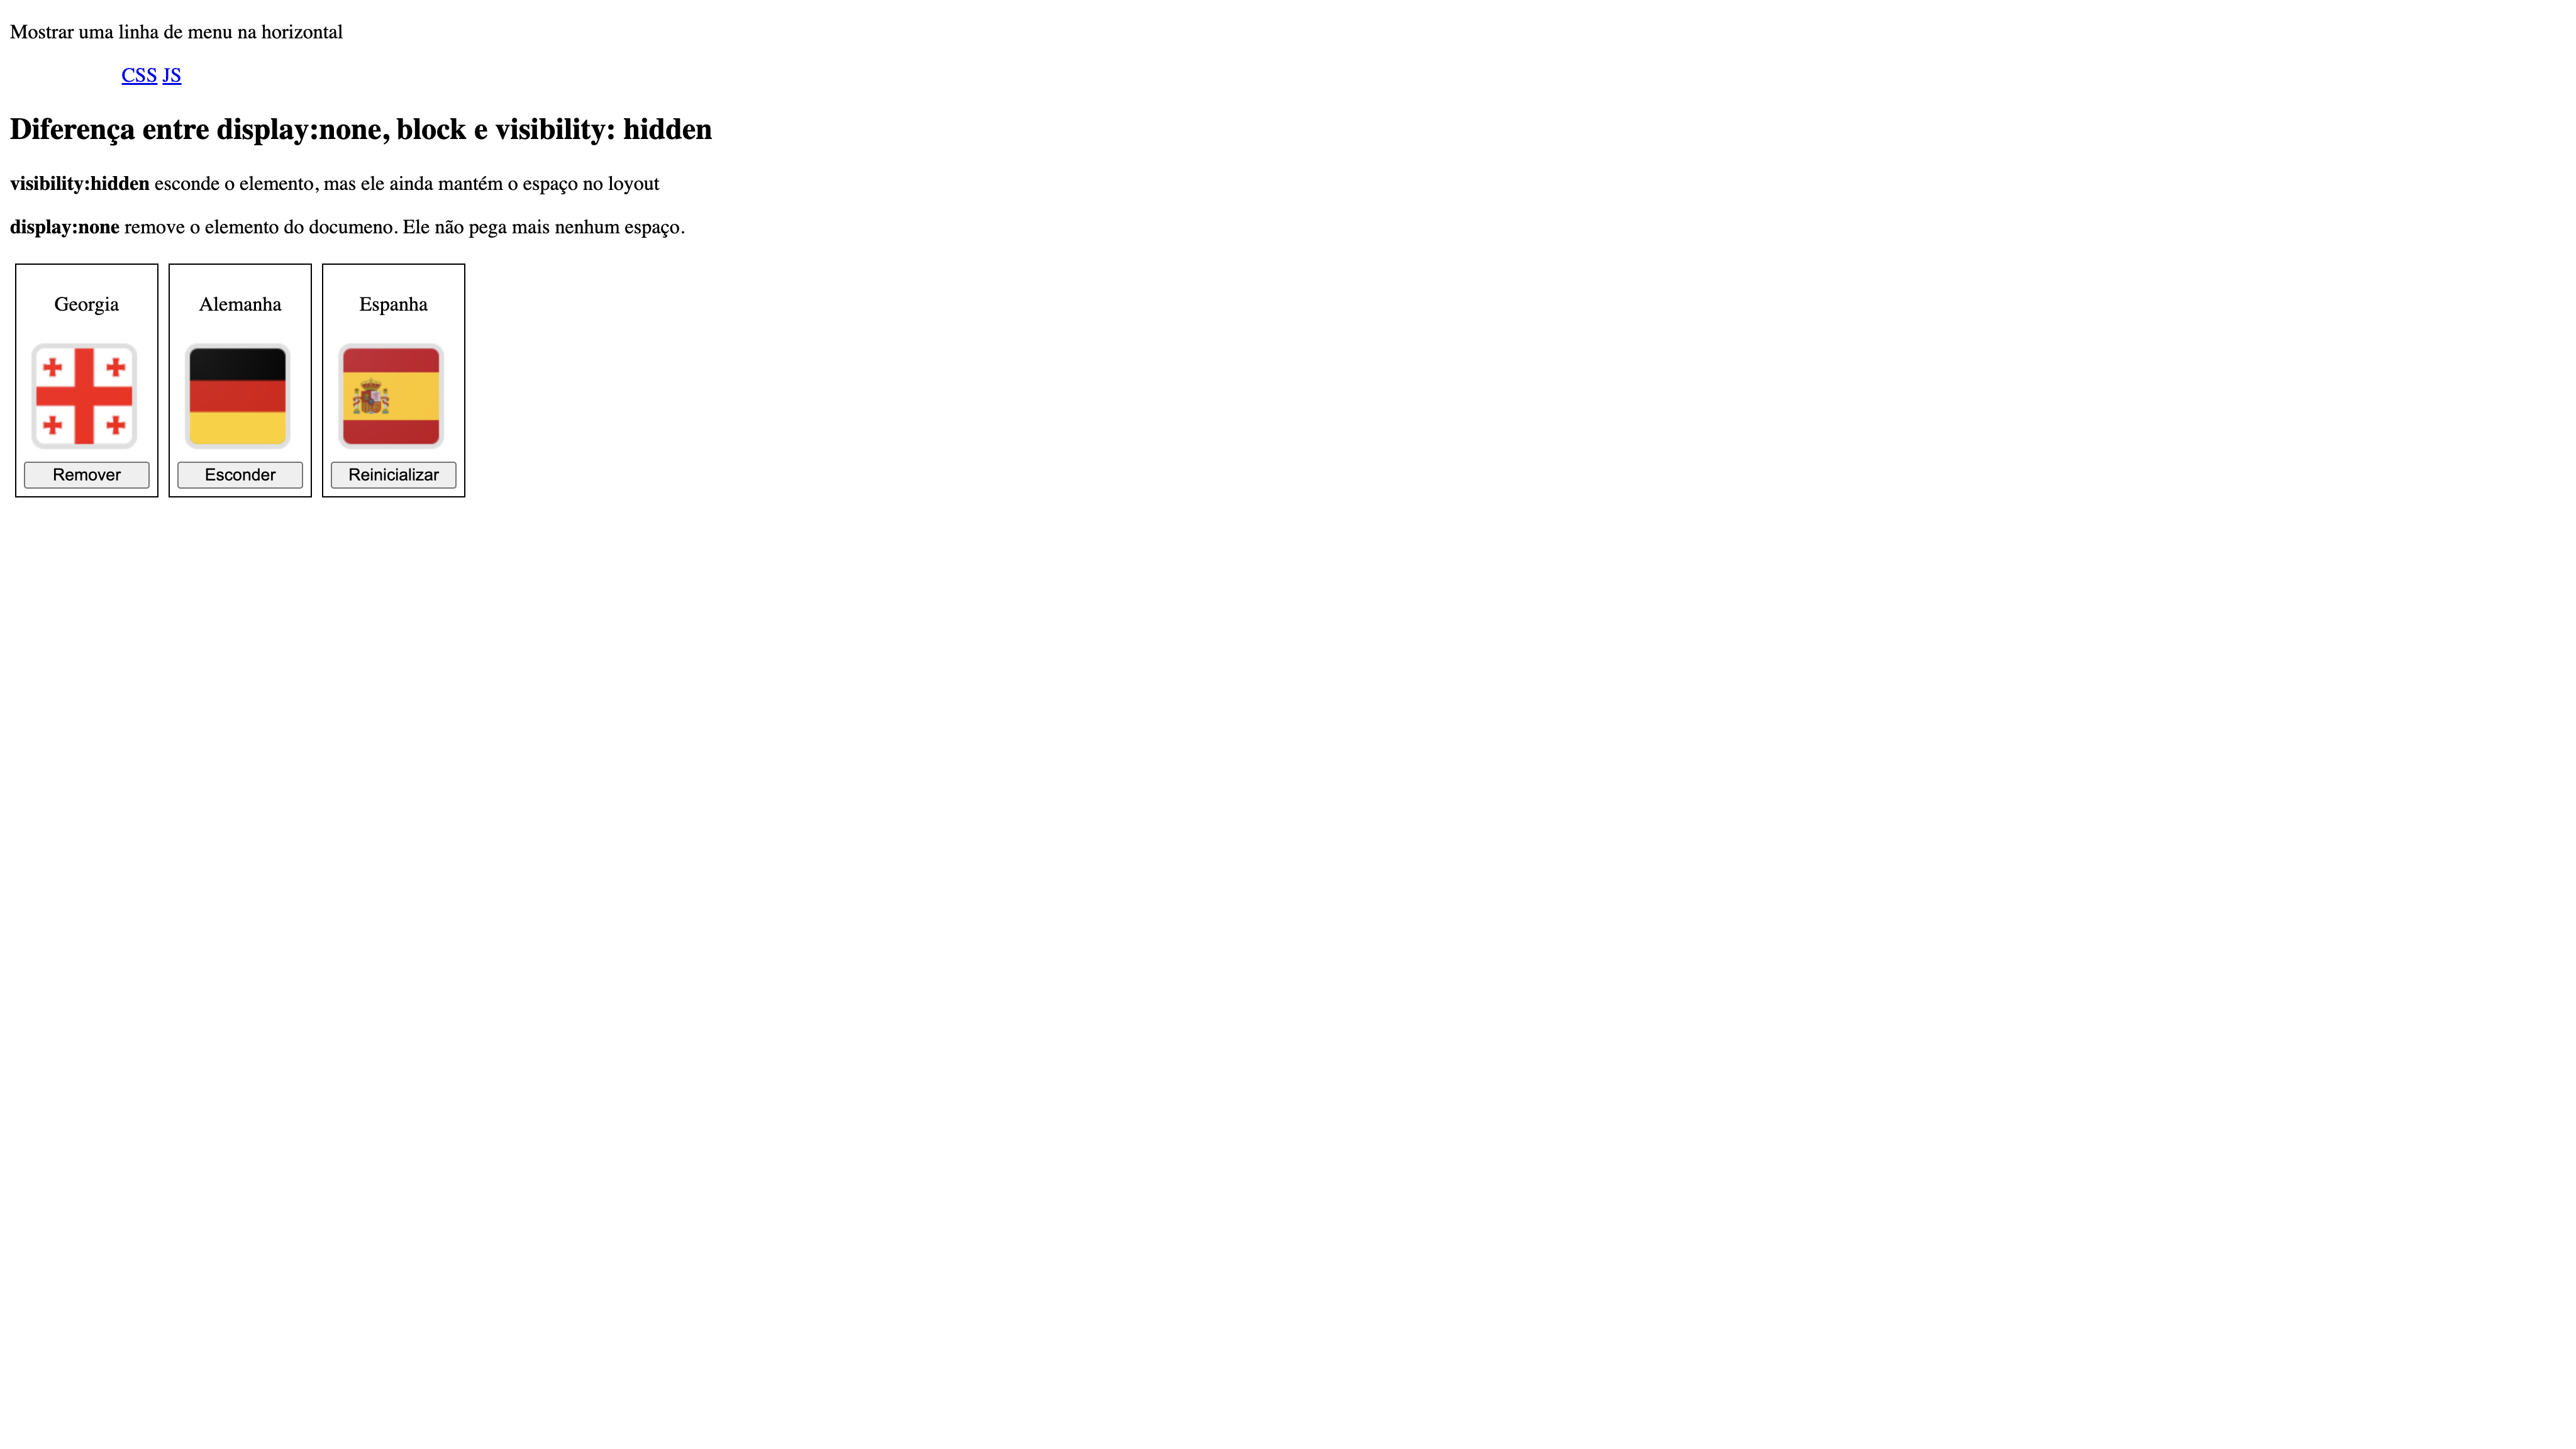 Mostrar uma linha de menu na horizontal
CSS JS
Diferença entre display:none, block e visibility: hidden
visibility:hidden esconde o elemento, mas ele ainda mantém o espaço no loyout
display:none remove o elemento do documeno. Ele não pega mais nenhum espaço.
Georgia Alemanha Espanha
Remover Esconder Reinicializar